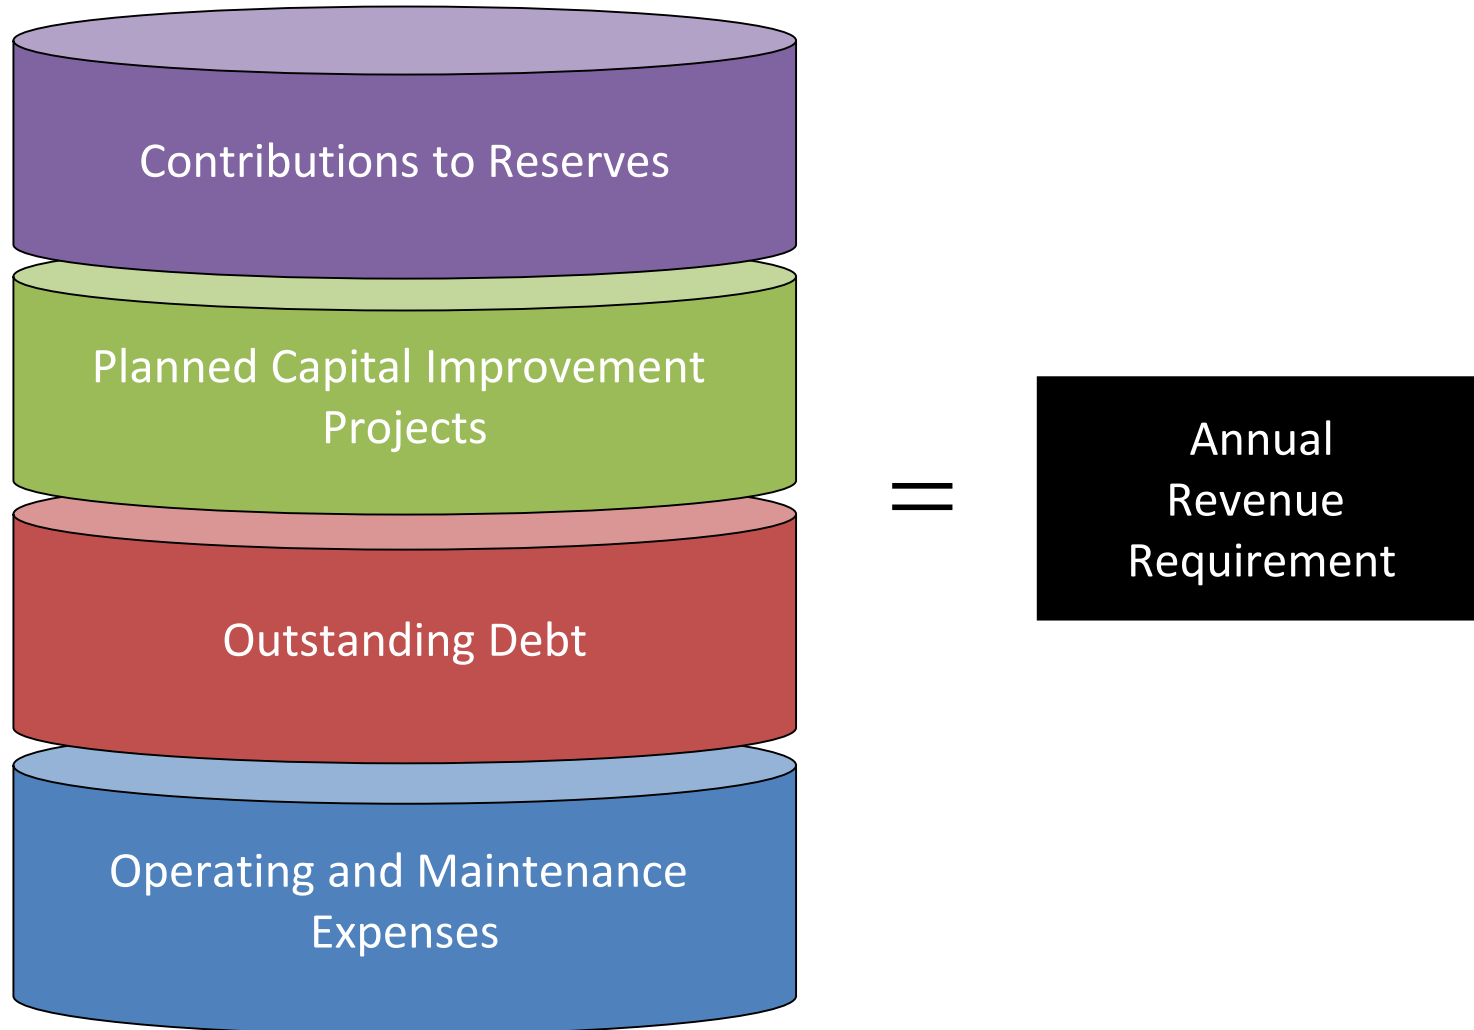 Contributions to Reserves
Planned Capital Improvement
Projects
Outstanding Debt
Operating and Maintenance
Expenses
=
Annual
Revenue
Requirement